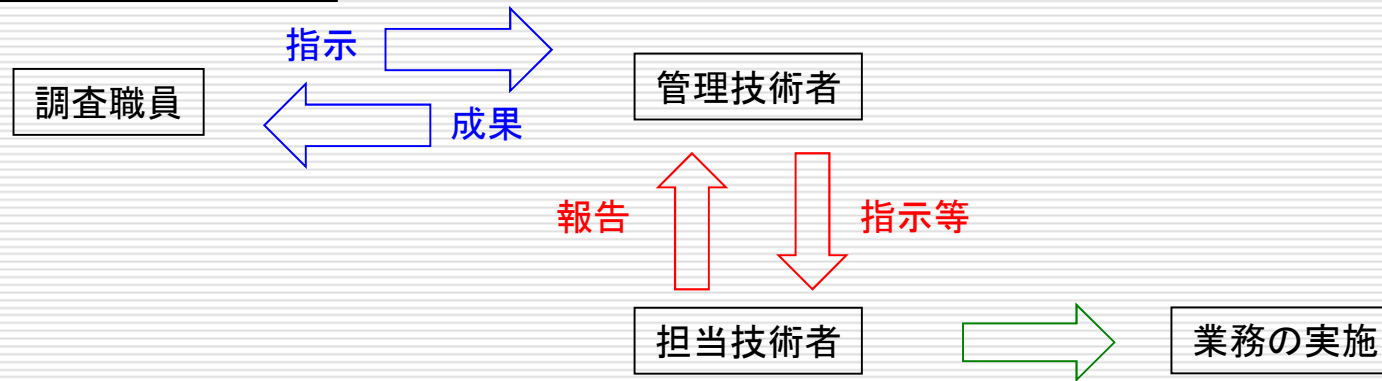 指示
調査職員
管理技術者
成果
報告
指示等
担当技術者
業務の実施